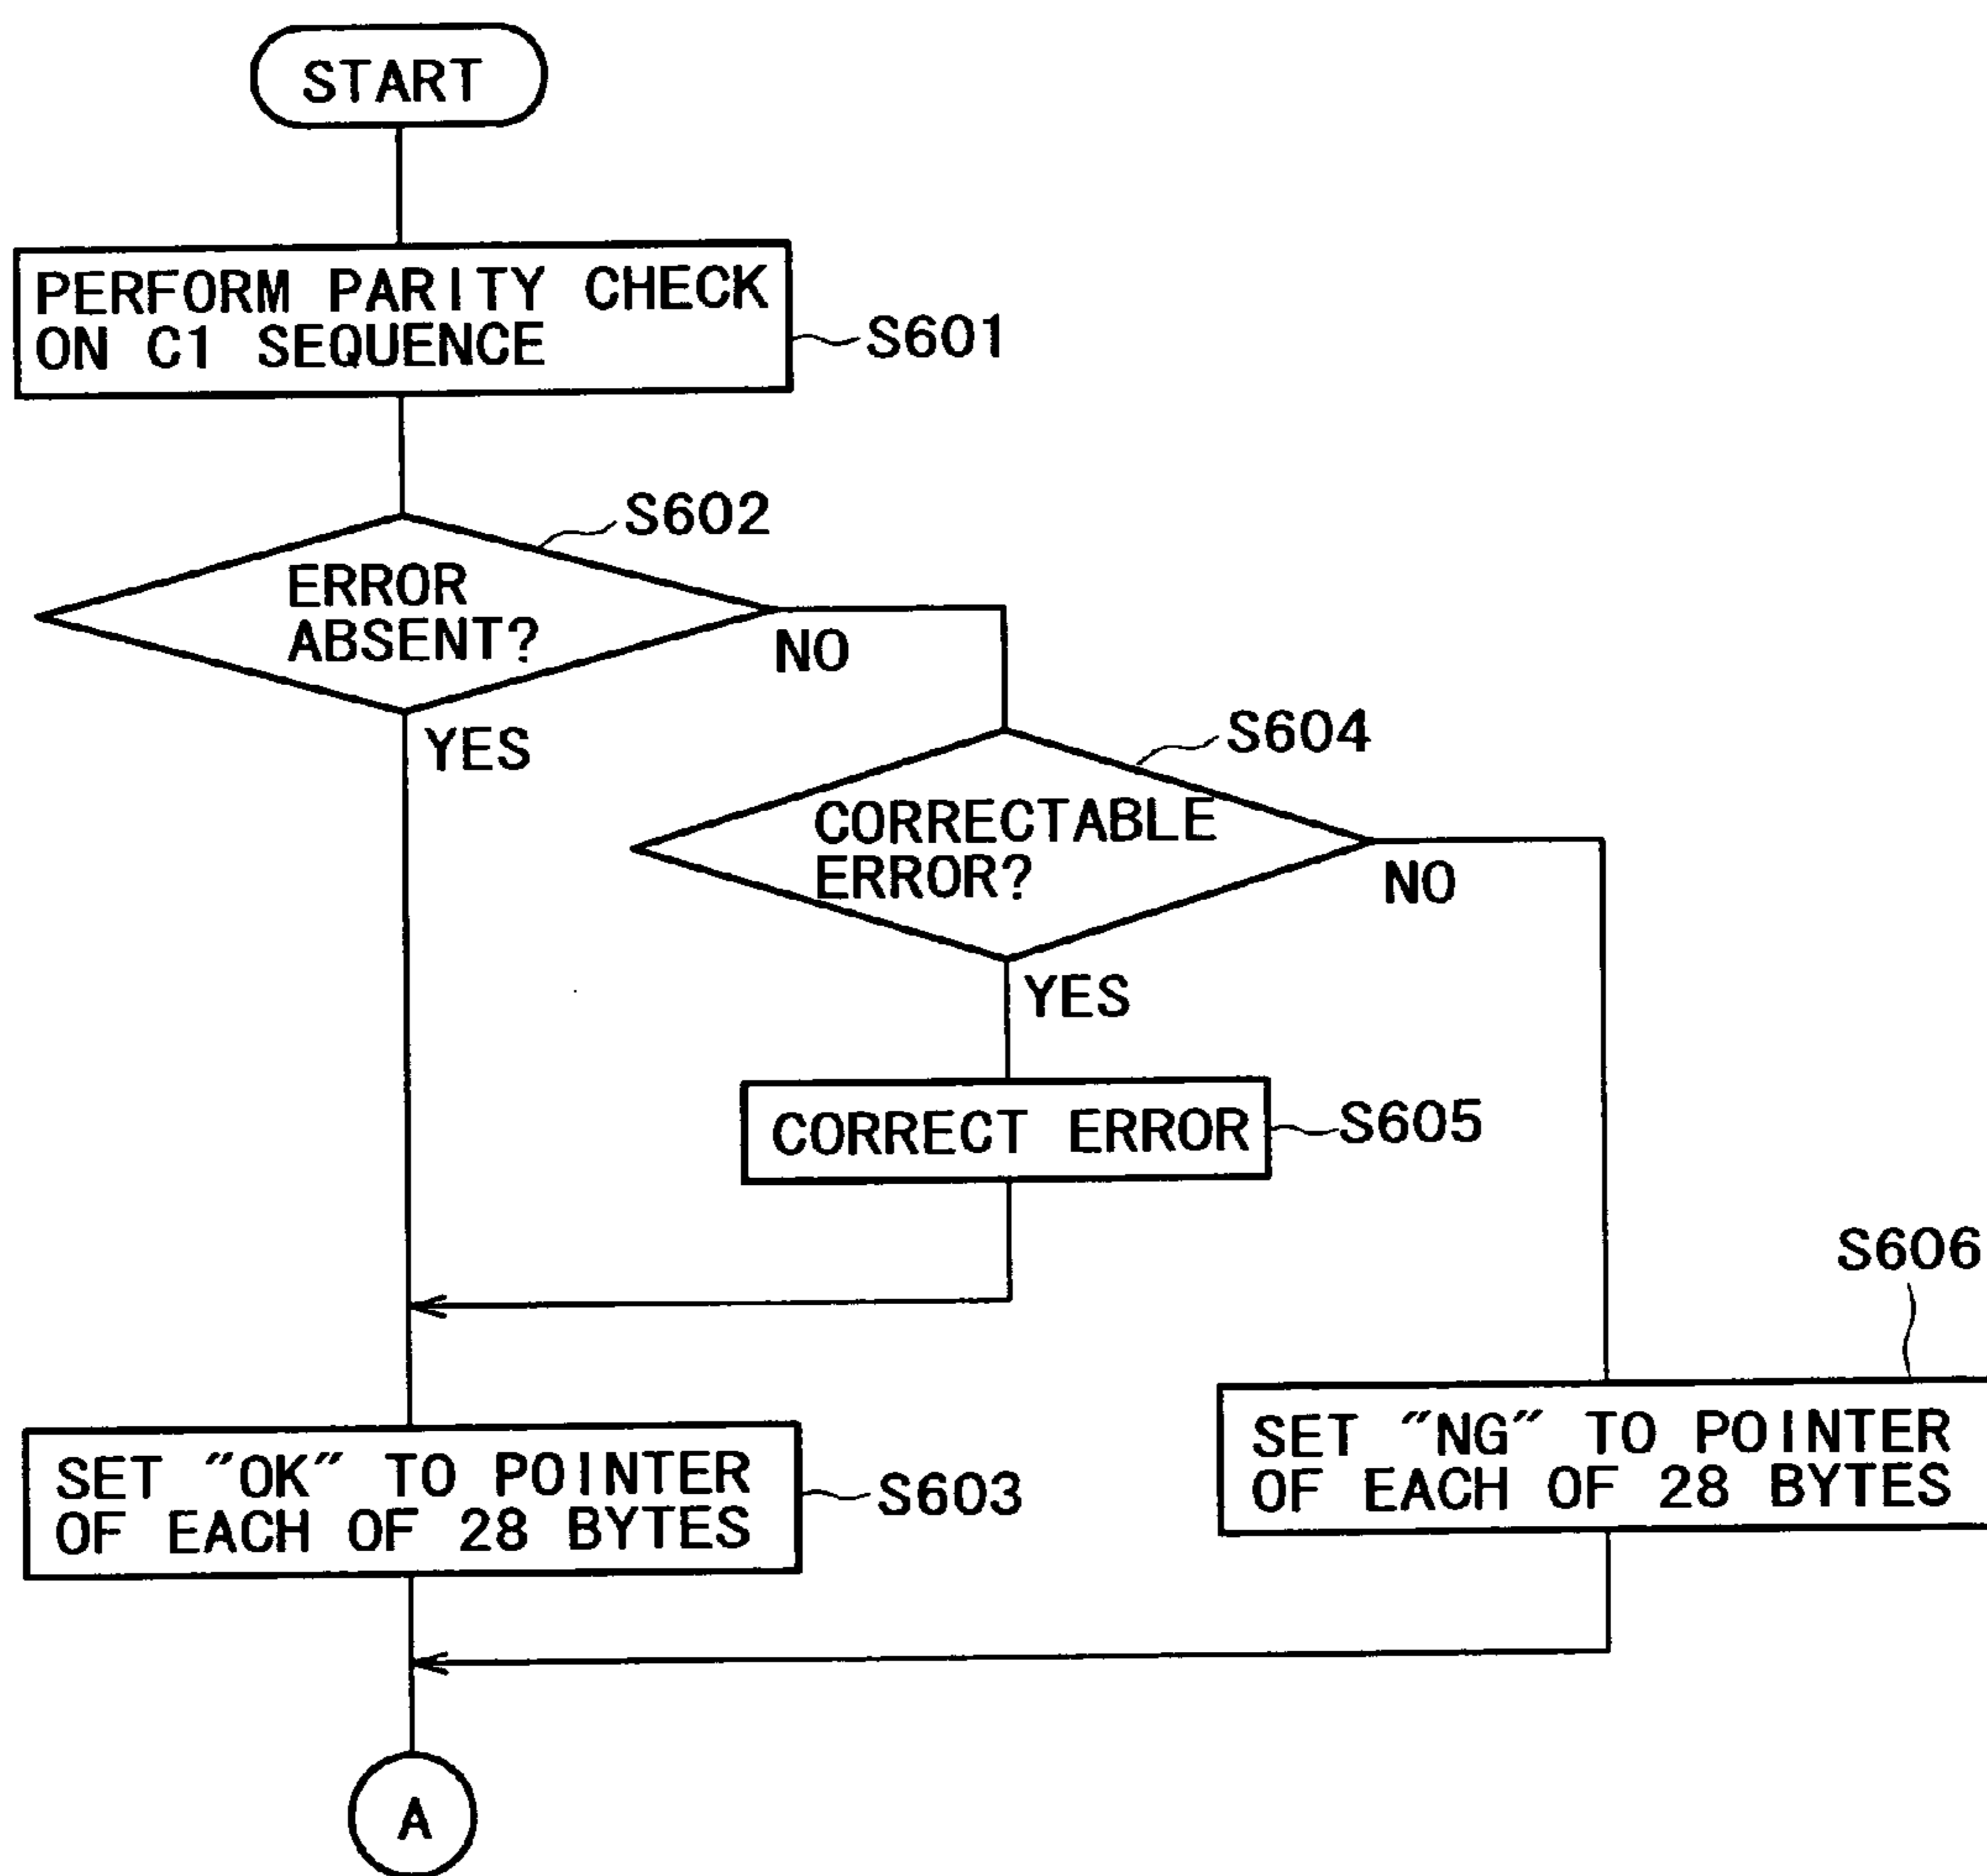 START
PERFORM PARITY CHECK
ON C1 SEQUENCE
S601
S602
ERROR
ABSENT?
NO
YES
S604
CORRECTABLE
ERROR?
NO
YES
CORRECT ERROR
S605
S606
SET "NG" TO POINTER
OF EACH OF 28 BYTES
SET "OK" TO POINTER
OF EACH OF 28 BYTES
S603
A